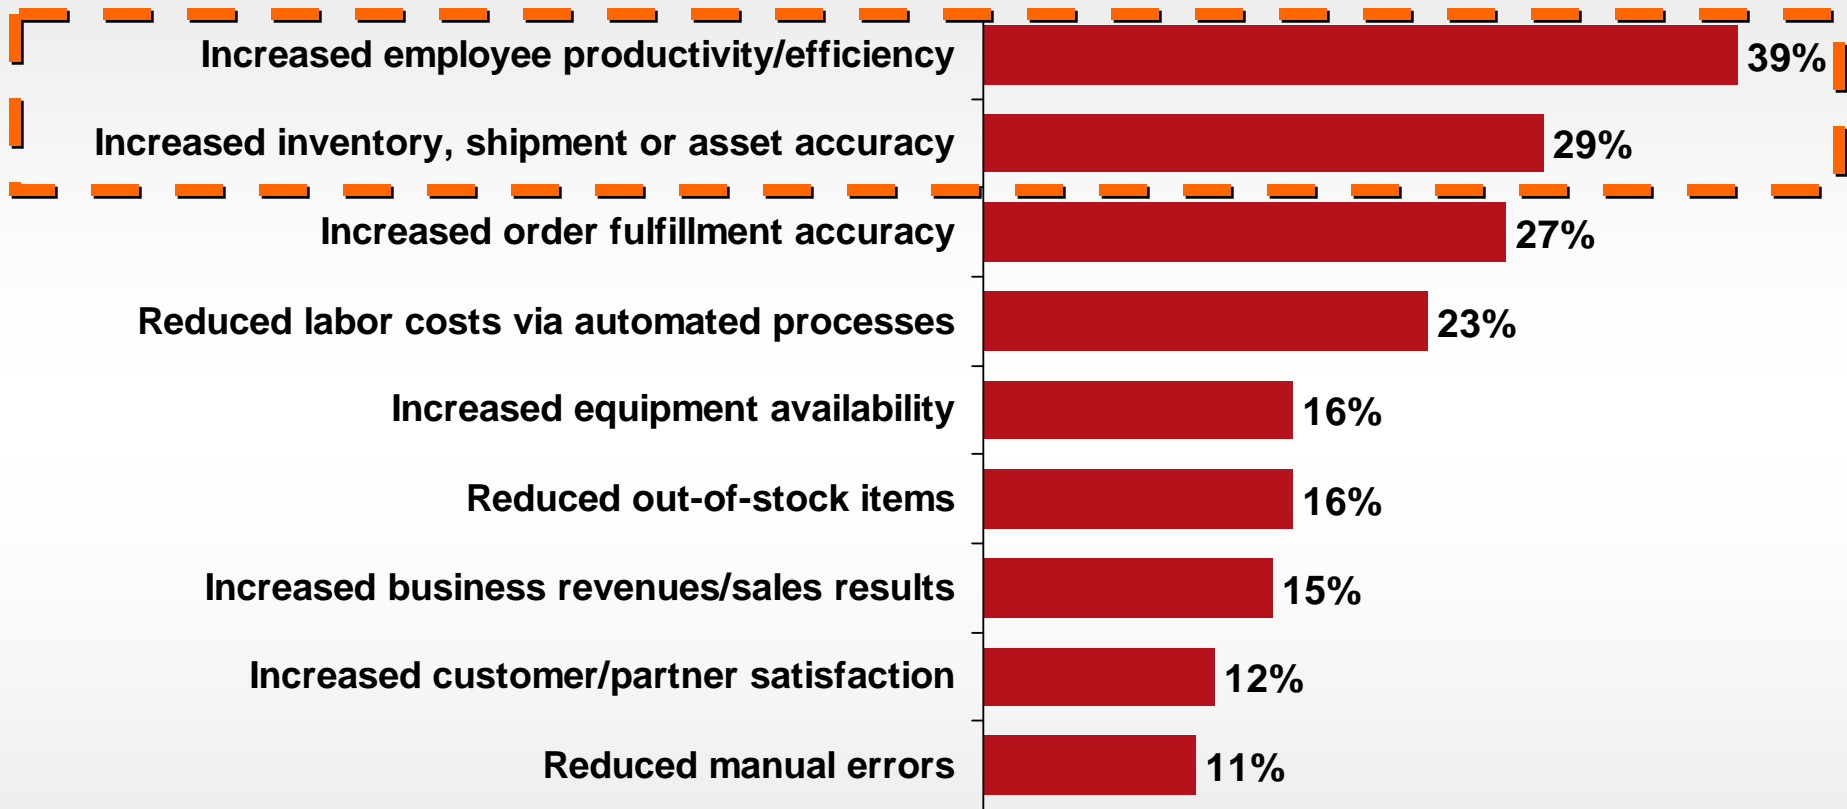 Increased employee productivity/efficiency 39%
Increased inventory, shipment or asset accuracy 29%
Increased order fulfillment accuracy 27%
Reduced labor costs via automated processes 23%
Increased equipment availability 16%
Reduced out-of-stock items 16%
Increased business revenues/sales results 15%
Increased customer/partner satisfaction 12%
Reduced manual errors 11%